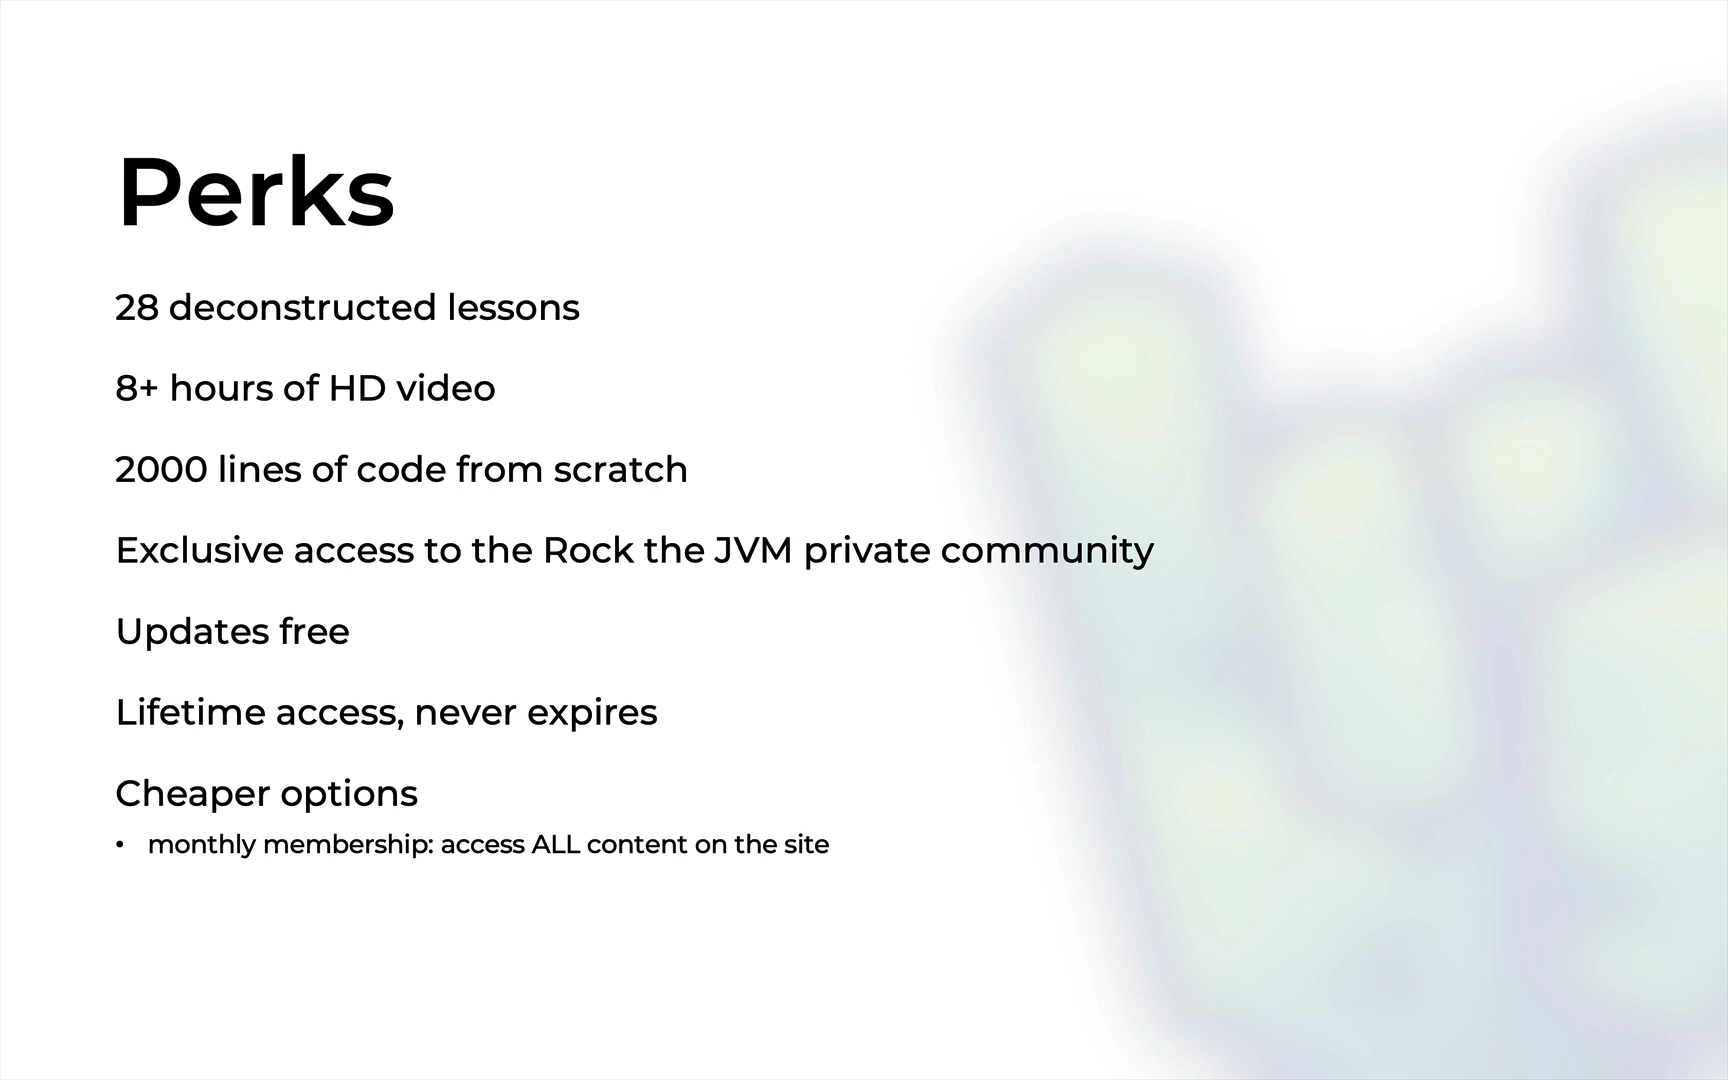 Perks
28 deconstructed lessons
8+ hours of HD video
2000 lines of code from scratch
Exclusive access to the Rock the JVM private community
Updates free
Lifetime access, never expires
Cheaper options
• monthly membership: access ALL content on the site